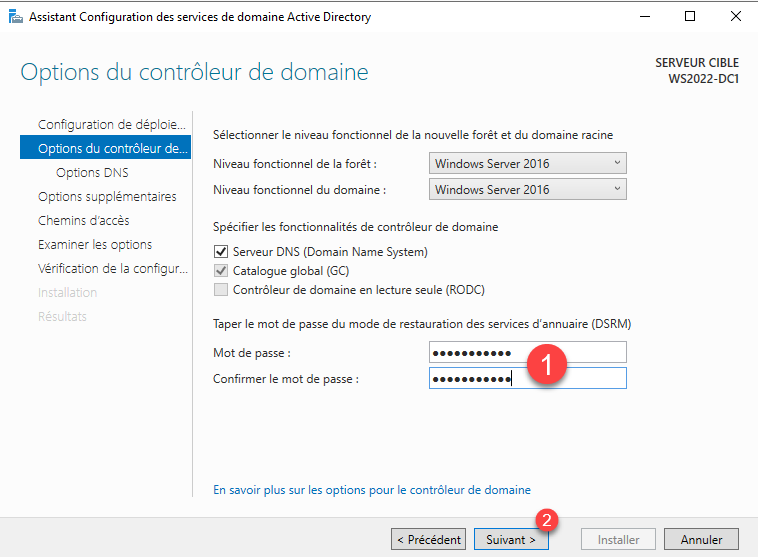 Assistant Configuration des services de domaine Active Directory
Options du contrôleur de domaine
SERVEUR CIBLE
WS2022-DC1
Configuration de déploie...
Options du contrôleur de...
Options DNS
Options supplémentaires
Chemins d'accès
Examiner les options
Vérification de la configur...
Installation
Résultats
Sélectionner le niveau fonctionnel de la nouvelle forêt et du domaine racine
Niveau fonctionnel de la forêt : Windows Server 2016
Niveau fonctionnel du domaine : Windows Server 2016
Spécifier les fonctionnalités de contrôleur de domaine
Serveur DNS (Domain Name System)
Catalogue global (GC)
Contrôleur de domaine en lecture seule (RODC)
Taper le mot de passe du mode de restauration des services d'annuaire (DSRM)
Mot de passe : •••••••••••
1
Confirmer le mot de passe : •••••••••••
En savoir plus sur les options pour le contrôleur de domaine
2
< Précédent Suivant > Installer Annuler